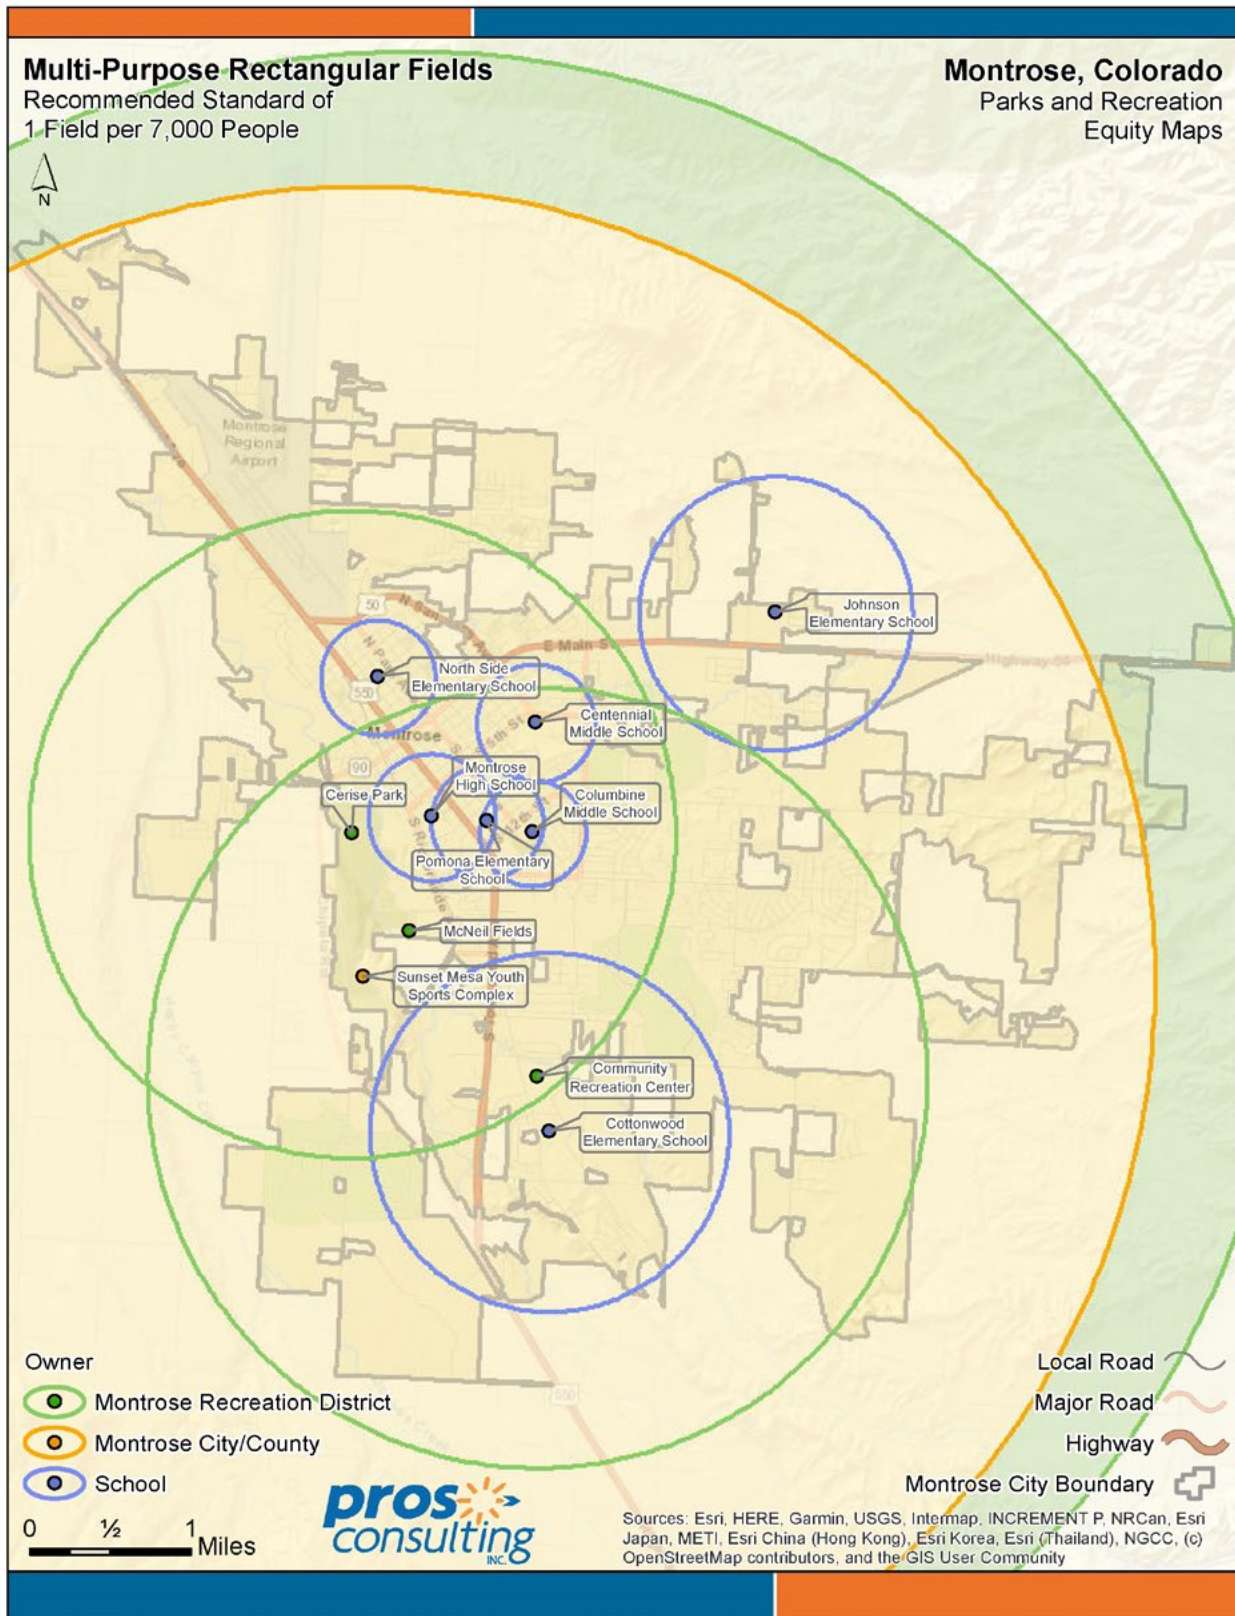 Multi-Purpose Rectangular Fields
Recommended Standard of
1 Field per 7,000 People
Montrose, Colorado
Parks and Recreation
Equity Maps
N
Montrose
Regional
Airport
50
N
E Main S
Highway 50
Johnson
Elementary School
North Side
Elementary School
550
Centennial
Middle School
Montrose
90
Montrose
High School
Cerise Park
Columbine
Middle School
Pomona Elementary
School
McNeil Fields
Sunset Mesa Youth
Sports Complex
Community
Recreation Center
Cottonwood
Elementary School
550
Owner
Montrose Recreation District
Montrose City/County
School
0 ½ 1
Miles
Local Road
Major Road
Highway
Montrose City Boundary
pros
consulting
INC.
Sources: Esri, HERE, Garmin, USGS, Intermap, INCREMENT P, NRCan, Esri
Japan, METI, Esri China (Hong Kong), Esri Korea, Esri (Thailand), NGCC, (c)
OpenStreetMap contributors, and the GIS User Community